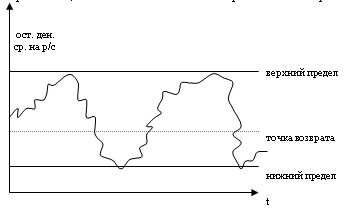 ост. ден.
ср. на р/с
верхний предел
точка возврата
нижний предел
t